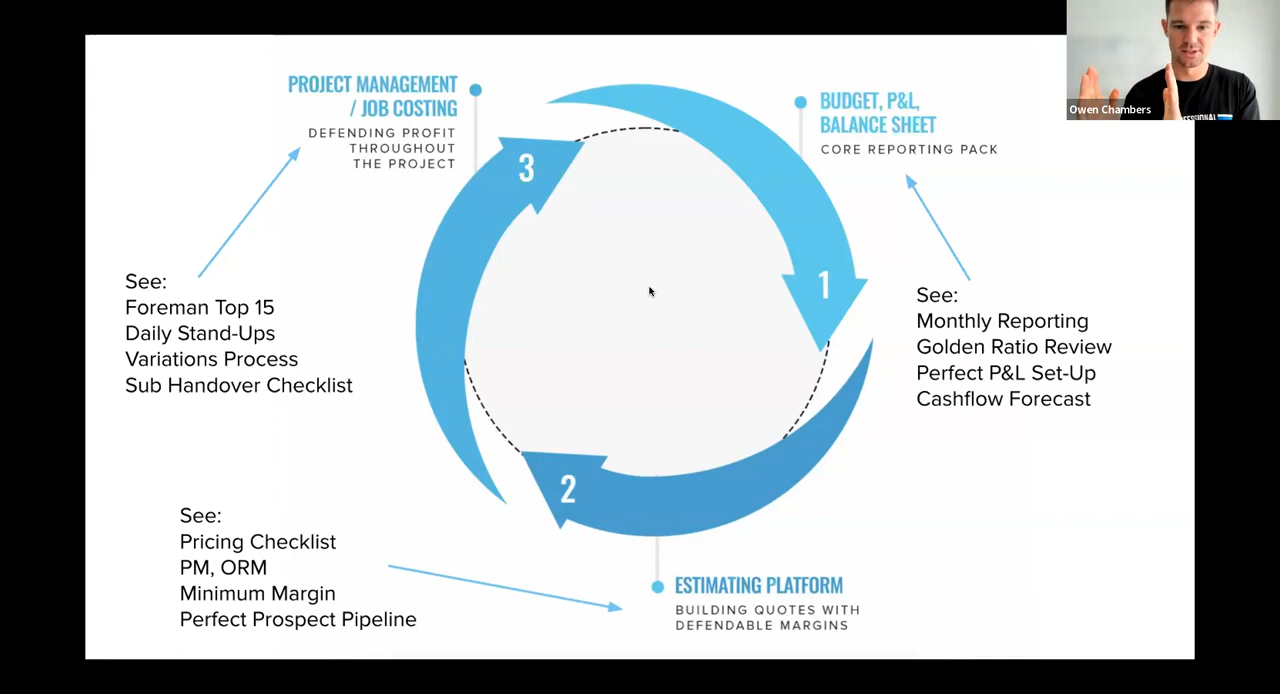 PROJECT MANAGEMENT
/ JOB COSTING
DEFENDING PROFIT
THROUGHOUT
THE PROJECT
3
BUDGET, P&L,
BALANCE SHEET
CORE REPORTING PACK
Owen Chambers
1
See:
Foreman Top 15
Daily Stand-Ups
Variations Process
Sub Handover Checklist
See:
Monthly Reporting
Golden Ratio Review
Perfect P&L Set-Up
Cashflow Forecast
2
See:
Pricing Checklist
PM, ORM
Minimum Margin
Perfect Prospect Pipeline
ESTIMATING PLATFORM
BUILDING QUOTES WITH
DEFENDABLE MARGINS